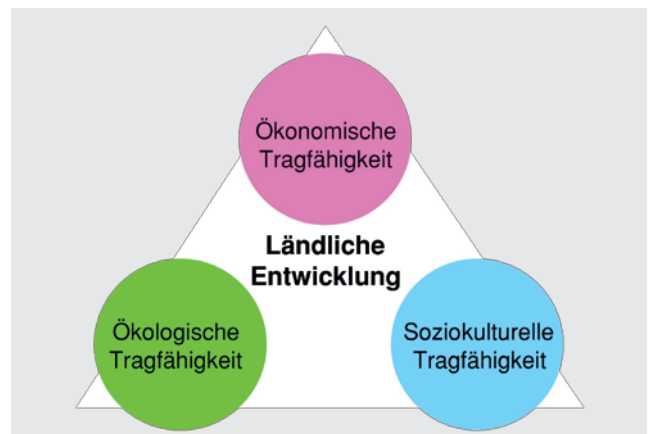 Ökonomische
Tragfähigkeit
Ländliche
Entwicklung
Ökologische
Tragfähigkeit
Soziokulturelle
Tragfähigkeit